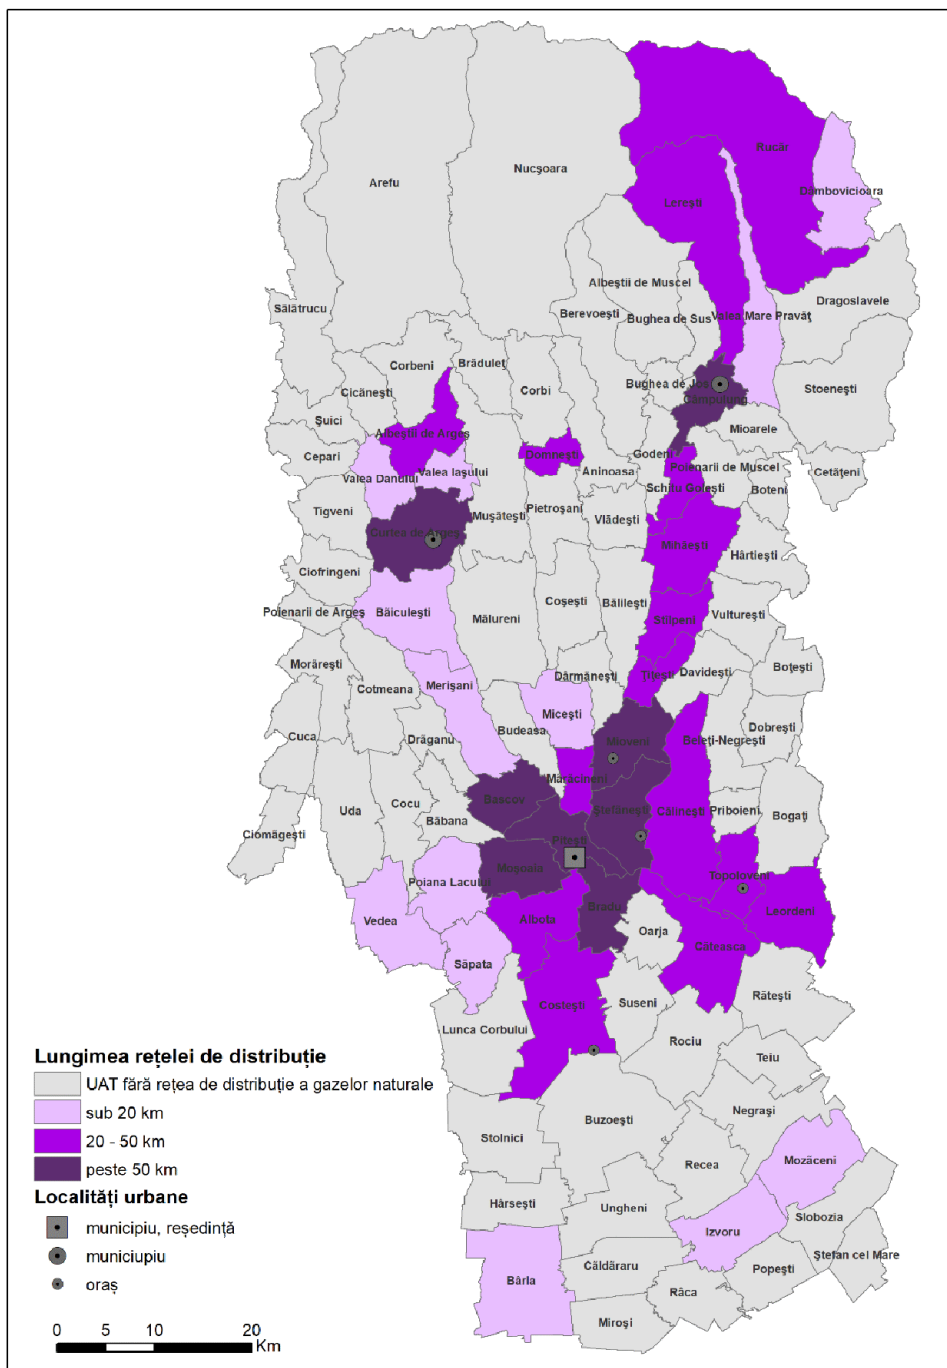 Rucăr
Nucșoara
Arefu
Dâmbovicioara
Lerești
Albeștii de Muscel
Dragoslavele
Sălătrucu
Berevoești
Bughea de Sus
Valea Mare Pravăț
Corbeni
Brăduleț
Stoenești
Cicănești
Corbi
Bughea de Jos
Câmpulung
Șuici
Albeștii de Argeș
Mioarele
Cepari
Domnești
Godeni
Valea Iașului
Aninoasa
Poienarii de Muscel
Cetățeni
Valea Danului
Schitu Golești
Boteni
Tigveni
Mușătești
Pietroșani
Vlădești
Curtea de Argeș
Mihăești
Hârtiești
Ciofringeni
Poienarii de Argeș
Băiculești
Mălureni
Coșești
Bălilești
Stîlpeni
Vulturești
Morărești
Cotmeana
Merișani
Dârmănești
Țițești
Davidești
Boțești
Micești
Cuca
Drăganu
Budeasa
Mioveni
Beleți-Negrești
Dobrești
Mărăcineni
Uda
Cocu
Bascov
Ștefănești
Călinești
Priboieni
Bogați
Ciomăgești
Băbana
Pitești
Moșoaia
Topoloveni
Poiana Lacului
Vedea
Albota
Bradu
Oarja
Leordeni
Căteasca
Săpata
Costești
Suseni
Rătești
Lunca Corbului
Rociu
Teiu
Lungimea rețelei de distribuție
UAT fără rețea de distribuție a gazelor naturale
sub 20 km
20 - 50 km
peste 50 km
Localități urbane
municipiu, reședință
municiupiu
oraș
0 5 10 20
Km
Buzoești
Negrași
Stolnici
Recea
Mozăceni
Hârsești
Ungheni
Slobozia
Izvoru
Ștefan cel Mare
Bârla
Căldăraru
Popești
Râca
Miroși